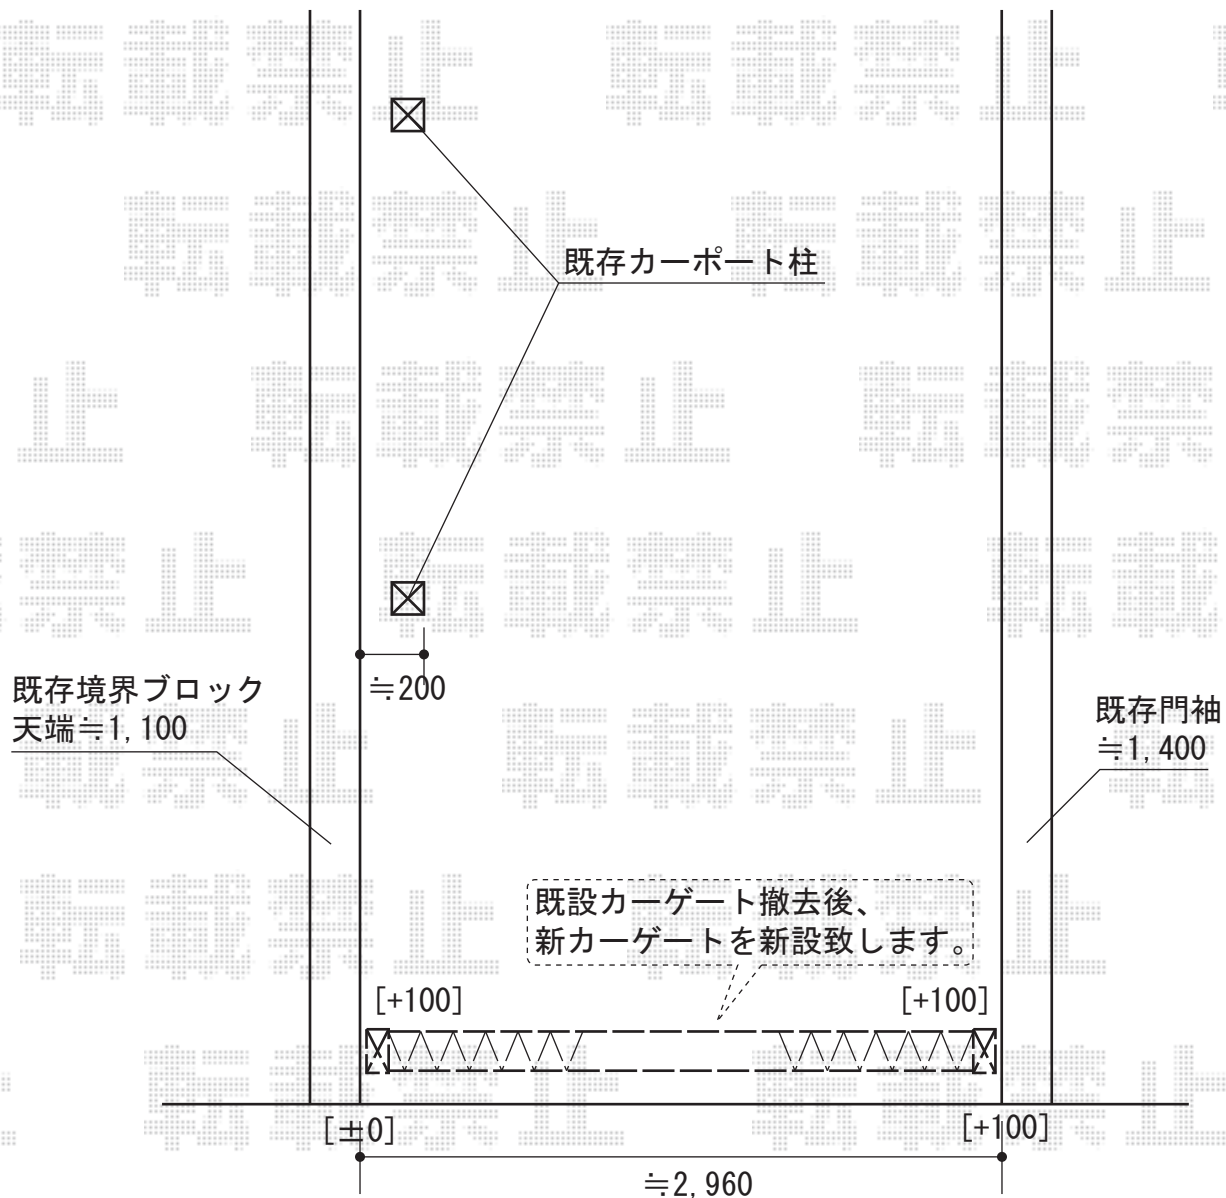 既存カーポート柱
≒200
既存境界ブロック
天端≒1,100
既存門袖
≒1,400
既設カーゲート撤去後、
新カーゲートを新設致します。
[+100]
[+100]
[±0]
[+100]
≒2,960
転載禁止